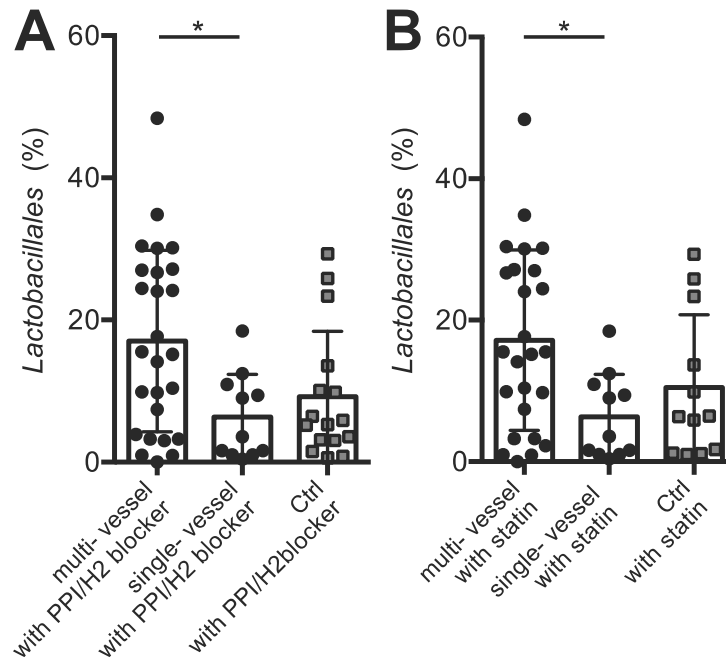 A
Lactobacillales (%)
60
40
20
0
*
multi- vessel
with PPI/H2 blocker
single- vessel
with PPI/H2 blocker
Ctrl
with PPI/H2blocker
B
Lactobacillales (%)
60
40
20
0
*
multi- vessel
with statin
single- vessel
with statin
Ctrl
with statin